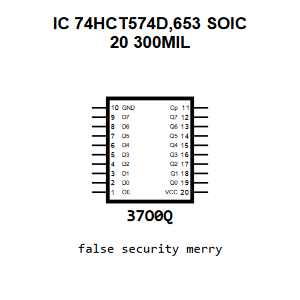 IC 74HCT574D,653 SOIC
20 300MIL
10 GND Cp 11
9 D7 Q7 12
8 D6 Q6 13
7 D5 Q5 14
6 D4 Q4 15
5 D3 Q3 16
4 D2 Q2 17
3 D1 Q1 18
2 D0 Q0 19
1 OE VCC 20
3700Q
false security merry